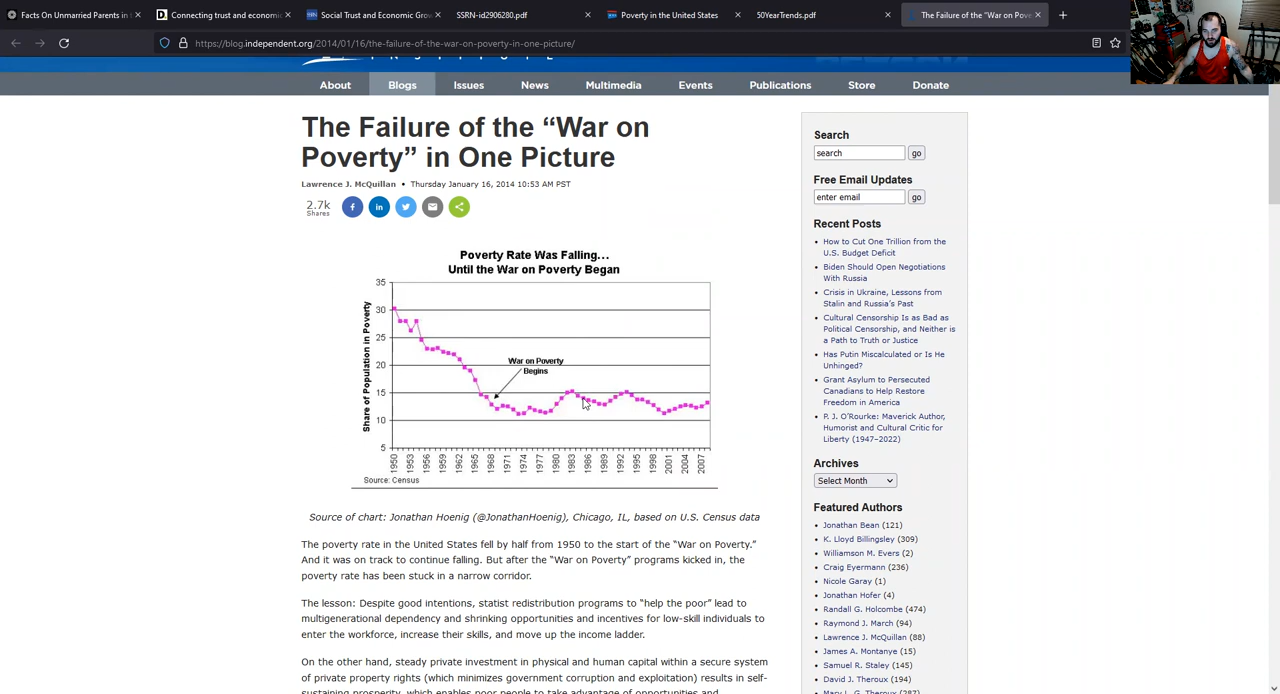 Facts On Unmarried Parents in t
Connecting trust and economic
Social Trust and Economic Grow
SSRN-id2906280.pdf
Poverty in the United States
50YearTrends.pdf
The Failure of the “War on Pove
https://blog.independent.org/2014/01/16/the-failure-of-the-war-on-poverty-in-one-picture/
About
Blogs
Issues
News
Multimedia
Events
Publications
Store
Donate
The Failure of the “War on
Poverty” in One Picture
Lawrence J. McQuillan • Thursday January 16, 2014 10:53 AM PST
2.7k
Shares
Poverty Rate Was Falling...
Until the War on Poverty Began
Share of Population in Poverty
35
30
25
20
15
10
5
War on Poverty
Begins
1950 1953 1956 1959 1962 1965 1968 1971 1974 1977 1980 1983 1986 1989 1992 1995 1998 2001 2004 2007
Source: Census
Source of chart: Jonathan Hoenig (@JonathanHoenig), Chicago, IL, based on U.S. Census data
The poverty rate in the United States fell by half from 1950 to the start of the “War on Poverty.”
And it was on track to continue falling. But after the “War on Poverty” programs kicked in, the
poverty rate has been stuck in a narrow corridor.
The lesson: Despite good intentions, statist redistribution programs to “help the poor” lead to
multigenerational dependency and shrinking opportunities and incentives for low-skill individuals to
enter the workforce, increase their skills, and move up the income ladder.
On the other hand, steady private investment in physical and human capital within a secure system
of private property rights (which minimizes government corruption and exploitation) results in self-
sustaining prosperity, which enables poor people to take advantage of opportunities and
Search
search
go
Free Email Updates
enter email
go
Recent Posts
How to Cut One Trillion from the
U.S. Budget Deficit
Biden Should Open Negotiations
With Russia
Crisis in Ukraine, Lessons from
Stalin and Russia’s Past
Cultural Censorship Is as Bad as
Political Censorship, and Neither is
a Path to Truth or Justice
Has Putin Miscalculated or Is He
Unhinged?
Grant Asylum to Persecuted
Canadians to Help Restore
Freedom in America
P. J. O’Rourke: Maverick Author,
Humorist and Cultural Critic for
Liberty (1947–2022)
Archives
Select Month
Featured Authors
Jonathan Bean (121)
K. Lloyd Billingsley (309)
Williamson M. Evers (2)
Craig Eyermann (236)
Nicole Garay (1)
Jonathan Hofer (4)
Randall G. Holcombe (474)
Raymond J. March (94)
Lawrence J. McQuillan (88)
James A. Montanye (15)
Samuel R. Staley (145)
David J. Theroux (194)
Mary L. G. Theroux (287)